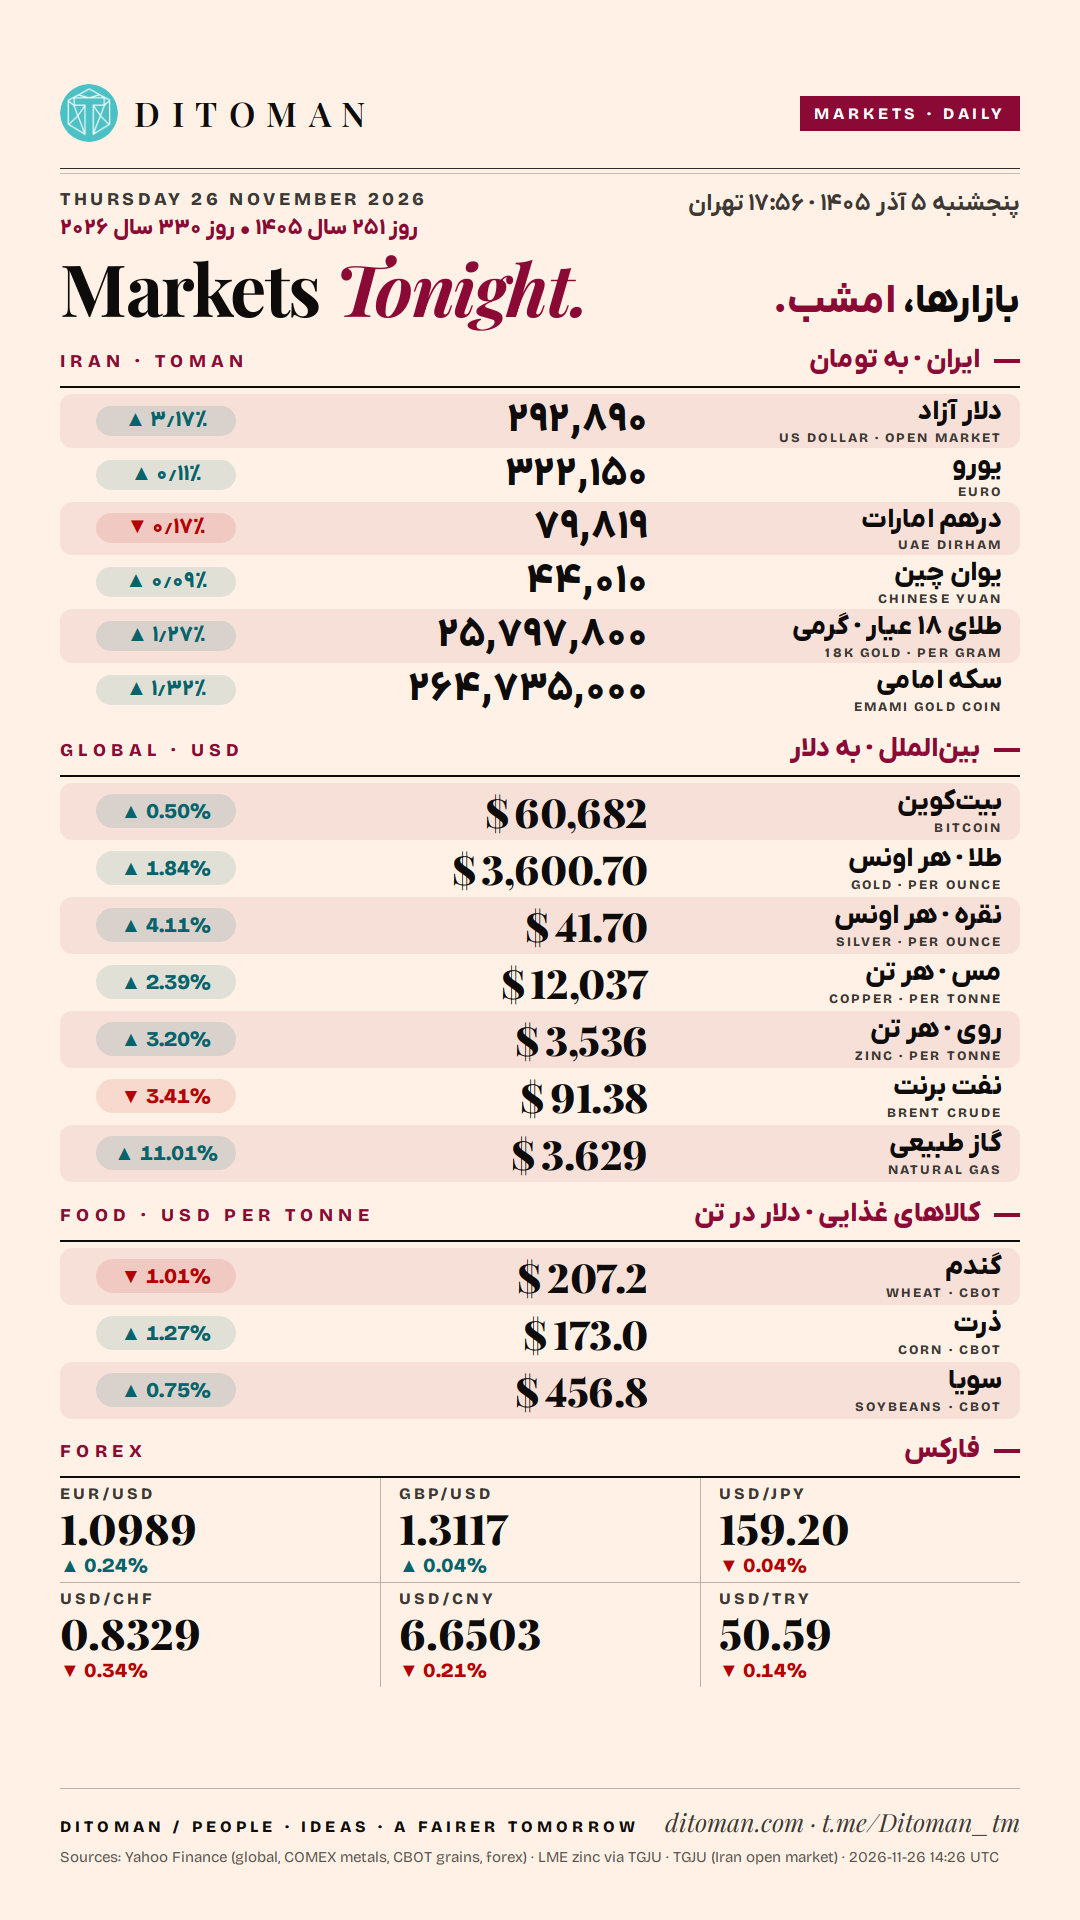 DITOMAN
MARKETS · DAILY
THURSDAY 26 NOVEMBER 2026
پنجشنبه ۵ آذر ۱۴۰۵ · ۱۷:۵۶ تهران
روز ۲۵۱ سال ۱۴۰۵ • روز ۳۳۰ سال ۲۰۲۶
Markets Tonight.
بازارها، امشب.
IRAN · TOMAN
ایران · به تومان
دلار آزاد
US DOLLAR · OPEN MARKET
۲۹۲,۸۹۰
▲ ۳٫۱۷٪
یورو
EURO
۳۲۲,۱۵۰
▲ ۰٫۱۱٪
درهم امارات
UAE DIRHAM
۷۹,۸۱۹
▼ ۰٫۱۷٪
یوان چین
CHINESE YUAN
۴۴,۰۱۰
▲ ۰٫۰۹٪
طلای ۱۸ عیار · گرمی
18K GOLD · PER GRAM
۲۵,۷۹۷,۸۰۰
▲ ۱٫۲۷٪
سکه امامی
EMAMI GOLD COIN
۲۶۴,۷۳۵,۰۰۰
▲ ۱٫۳۲٪
GLOBAL · USD
بین‌الملل · به دلار
بیت‌کوین
BITCOIN
$60,682
▲ 0.50%
طلا · هر اونس
GOLD · PER OUNCE
$3,600.70
▲ 1.84%
نقره · هر اونس
SILVER · PER OUNCE
$41.70
▲ 4.11%
مس · هر تن
COPPER · PER TONNE
$12,037
▲ 2.39%
روی · هر تن
ZINC · PER TONNE
$3,536
▲ 3.20%
نفت برنت
BRENT CRUDE
$91.38
▼ 3.41%
گاز طبیعی
NATURAL GAS
$3.629
▲ 11.01%
FOOD · USD PER TONNE
کالاهای غذایی · دلار در تن
گندم
WHEAT · CBOT
$207.2
▼ 1.01%
ذرت
CORN · CBOT
$173.0
▲ 1.27%
سویا
SOYBEANS · CBOT
$456.8
▲ 0.75%
FOREX
فارکس
EUR/USD
1.0989
▲ 0.24%
GBP/USD
1.3117
▲ 0.04%
USD/JPY
159.20
▼ 0.04%
USD/CHF
0.8329
▼ 0.34%
USD/CNY
6.6503
▼ 0.21%
USD/TRY
50.59
▼ 0.14%
DITOMAN / PEOPLE · IDEAS · A FAIRER TOMORROW
ditoman.com · t.me/Ditoman_tm
Sources: Yahoo Finance (global, COMEX metals, CBOT grains, forex) · LME zinc via TGJU · TGJU (Iran open market) · 2026-11-26 14:26 UTC